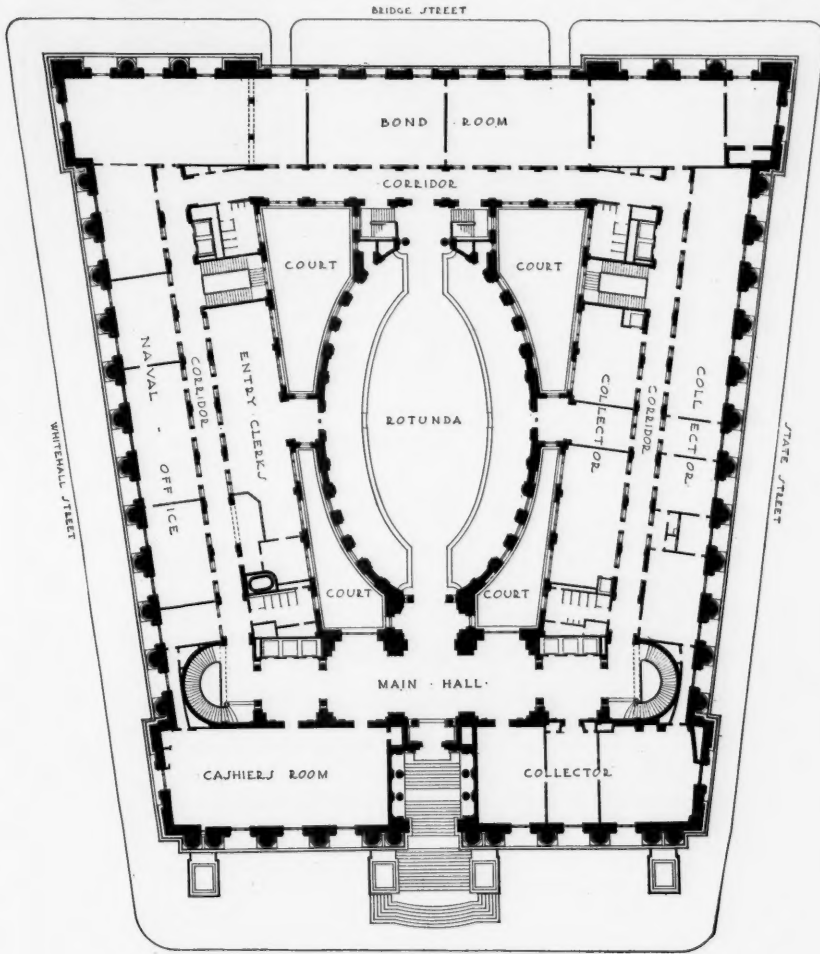 BRIDGE STREET
BOND ROOM
CORRIDOR
COURT
COURT
NAVAL - OFFICE
CORRIDOR
ENTRY CLERKS
ROTUNDA
COLLECTOR
CORRIDOR
COLLECTOR
WHITEHALL STREET
STATE STREET
COURT
COURT
MAIN HALL
CASHIERS ROOM
COLLECTOR